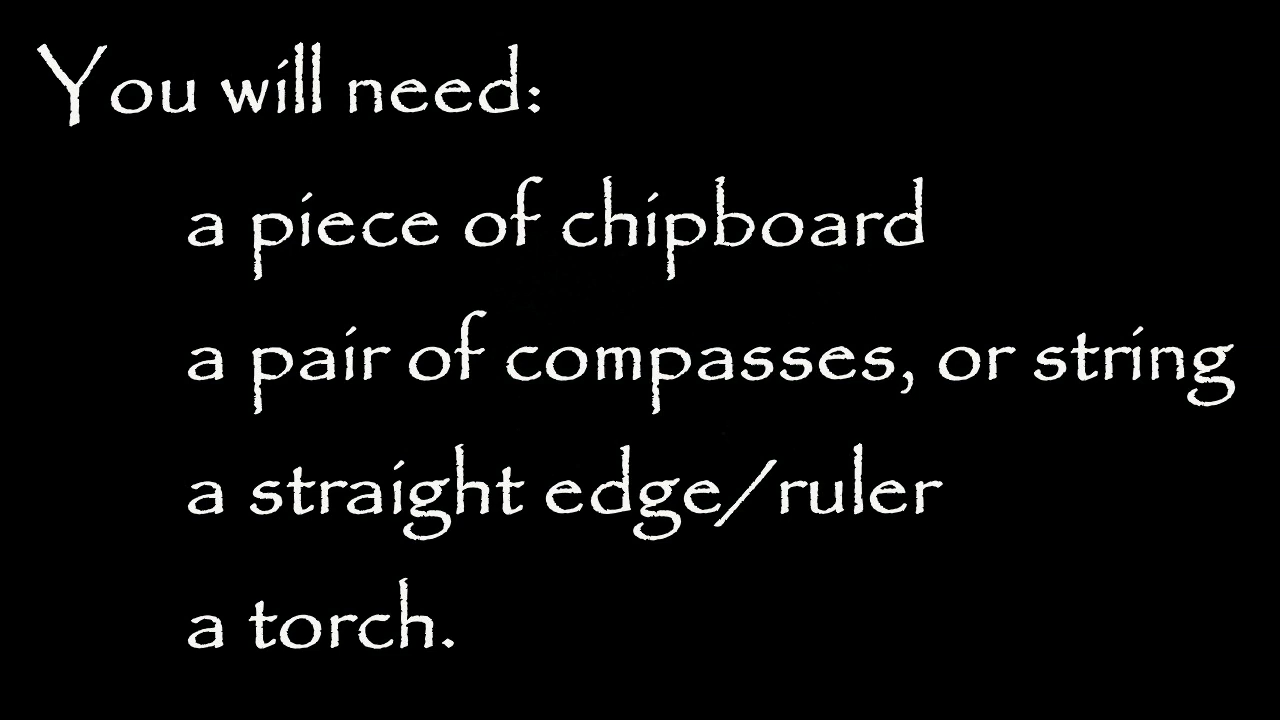 You will need:
a piece of chipboard
a pair of compasses, or string
a straight edge/ruler
a torch.